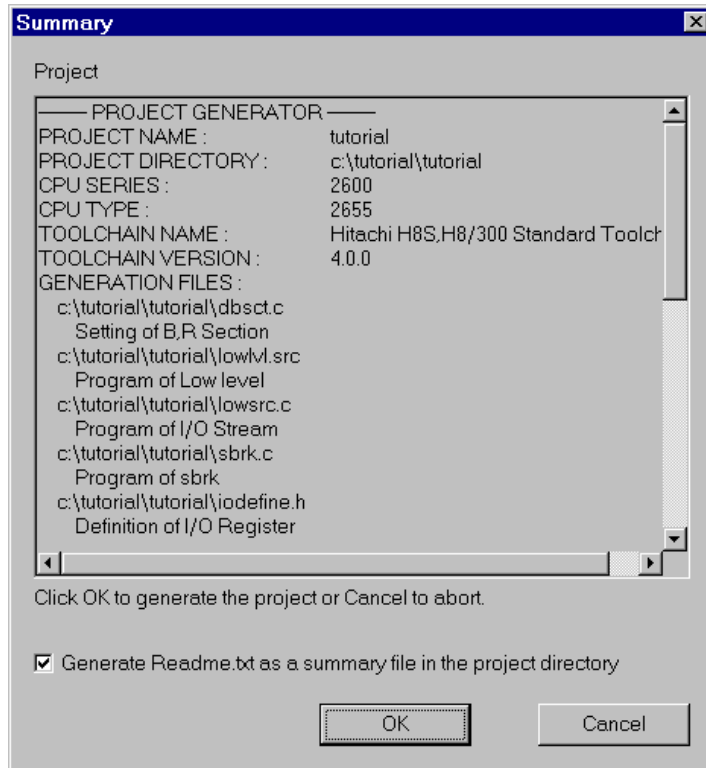 Summary
Project
—— PROJECT GENERATOR ——
PROJECT NAME : tutorial
PROJECT DIRECTORY : c:\tutorial\tutorial
CPU SERIES : 2600
CPU TYPE : 2655
TOOLCHAIN NAME : Hitachi H8S,H8/300 Standard Toolch
TOOLCHAIN VERSION : 4.0.0
GENERATION FILES :
c:\tutorial\tutorial\dbsct.c
Setting of B,R Section
c:\tutorial\tutorial\lowlvl.src
Program of Low level
c:\tutorial\tutorial\lowsrc.c
Program of I/O Stream
c:\tutorial\tutorial\sbrk.c
Program of sbrk
c:\tutorial\tutorial\iodefine.h
Definition of I/O Register
Click OK to generate the project or Cancel to abort.
Generate Readme.txt as a summary file in the project directory
OK Cancel